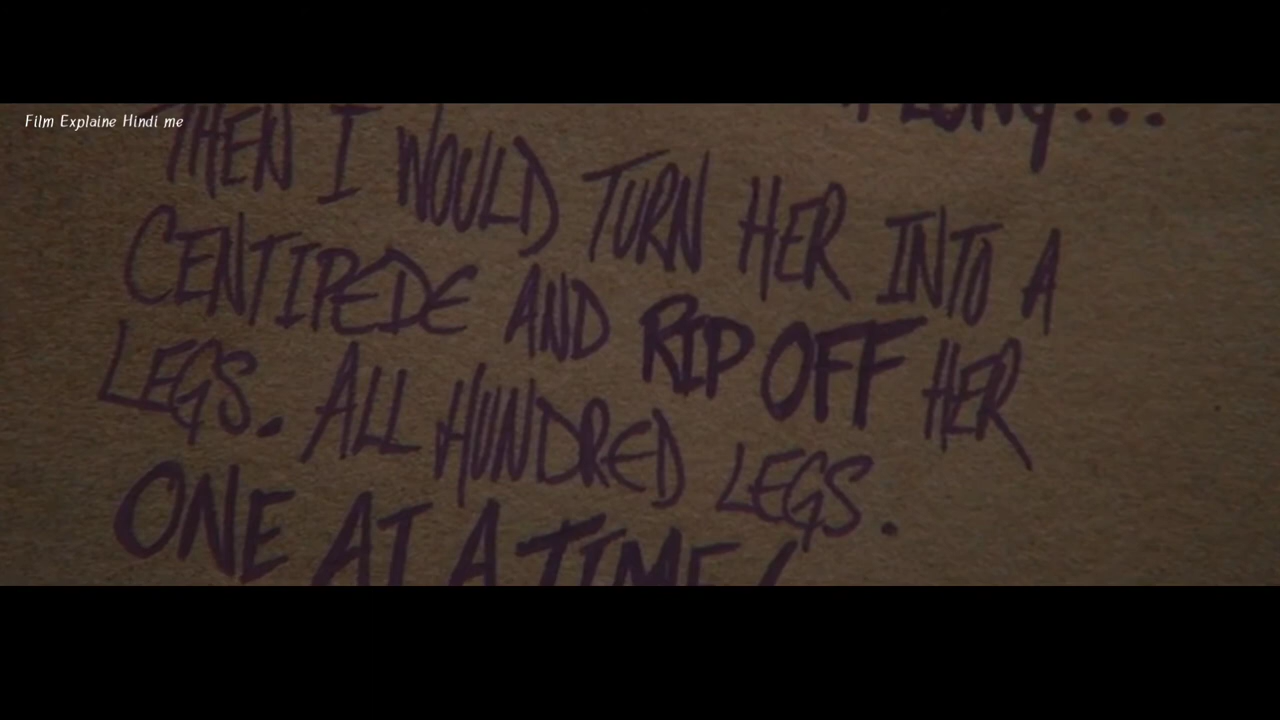 Film Explaine Hindi me
THEN I WOULD TURN HER INTO A
CENTIPEDE AND RIP OFF HER
LEGS. ALL HUNDRED LEGS.
ONE AT A TIME!